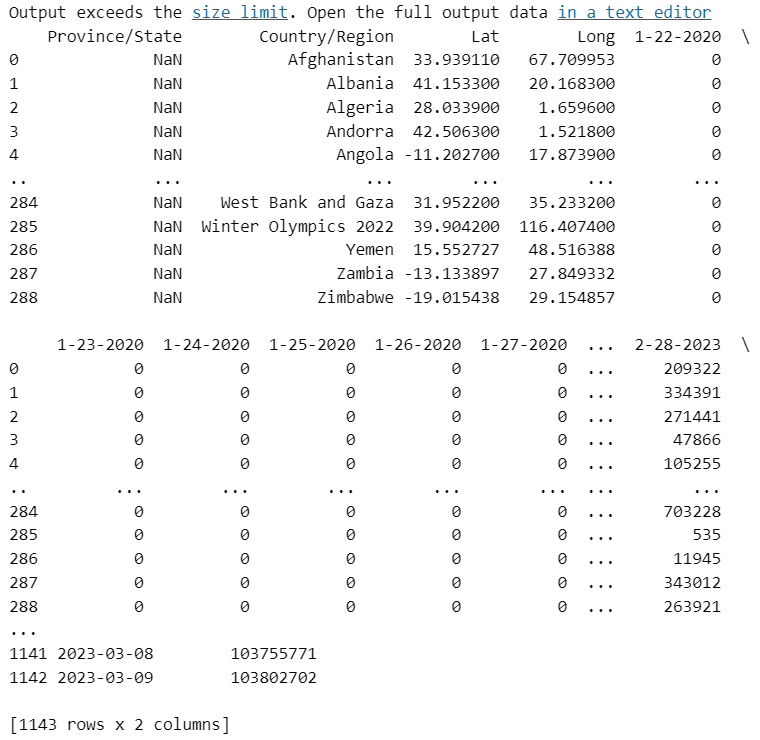 Output exceeds the size limit. Open the full output data in a text editor
    Province/State        Country/Region        Lat        Long  1-22-2020  \
0              NaN           Afghanistan  33.939110   67.709953          0
1              NaN               Albania  41.153300   20.168300          0
2              NaN               Algeria  28.033900    1.659600          0
3              NaN               Andorra  42.506300    1.521800          0
4              NaN                Angola -11.202700   17.873900          0
..             ...                   ...        ...         ...        ...
284            NaN    West Bank and Gaza  31.952200   35.233200          0
285            NaN  Winter Olympics 2022  39.904200  116.407400          0
286            NaN                 Yemen  15.552727   48.516388          0
287            NaN                Zambia -13.133897   27.849332          0
288            NaN              Zimbabwe -19.015438   29.154857          0

     1-23-2020  1-24-2020  1-25-2020  1-26-2020  1-27-2020  ...  2-28-2023  \
0            0          0          0          0          0  ...     209322
1            0          0          0          0          0  ...     334391
2            0          0          0          0          0  ...     271441
3            0          0          0          0          0  ...      47866
4            0          0          0          0          0  ...     105255
..         ...        ...        ...        ...        ...  ...        ...
284          0          0          0          0          0  ...     703228
285          0          0          0          0          0  ...        535
286          0          0          0          0          0  ...      11945
287          0          0          0          0          0  ...     343012
288          0          0          0          0          0  ...     263921
...
1141 2023-03-08        103755771
1142 2023-03-09        103802702

[1143 rows x 2 columns]